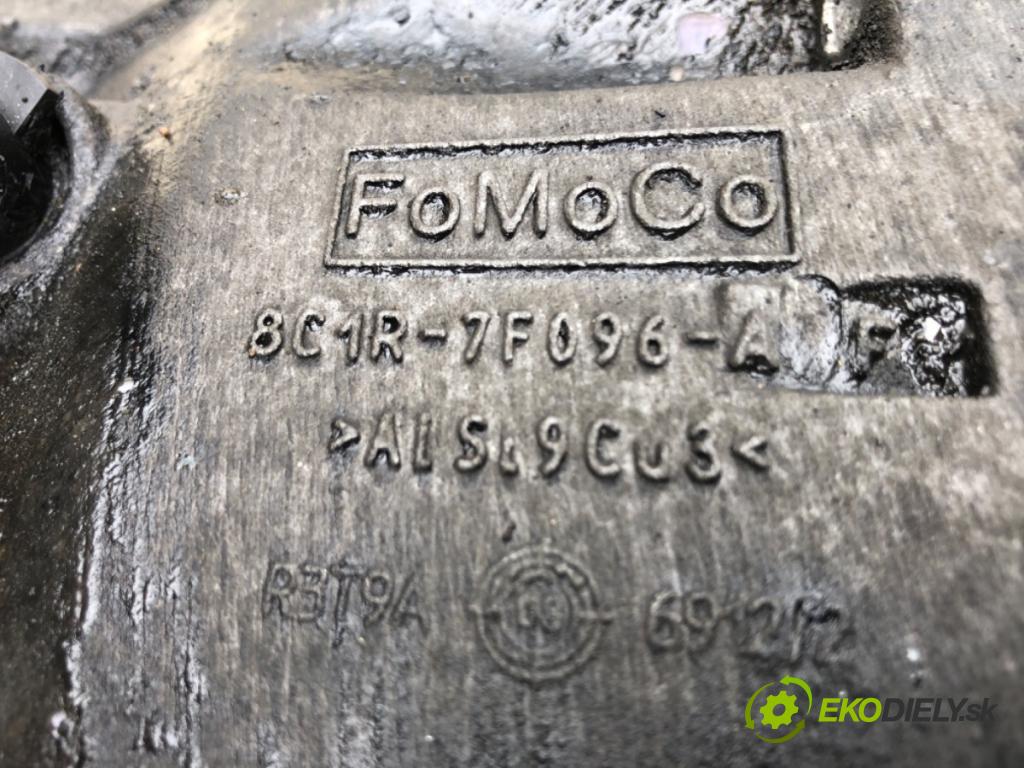 FoMoCo
8C1R-7F096-A F
>ALSi9Cu3<
R3T9A
EKODIELY.sk